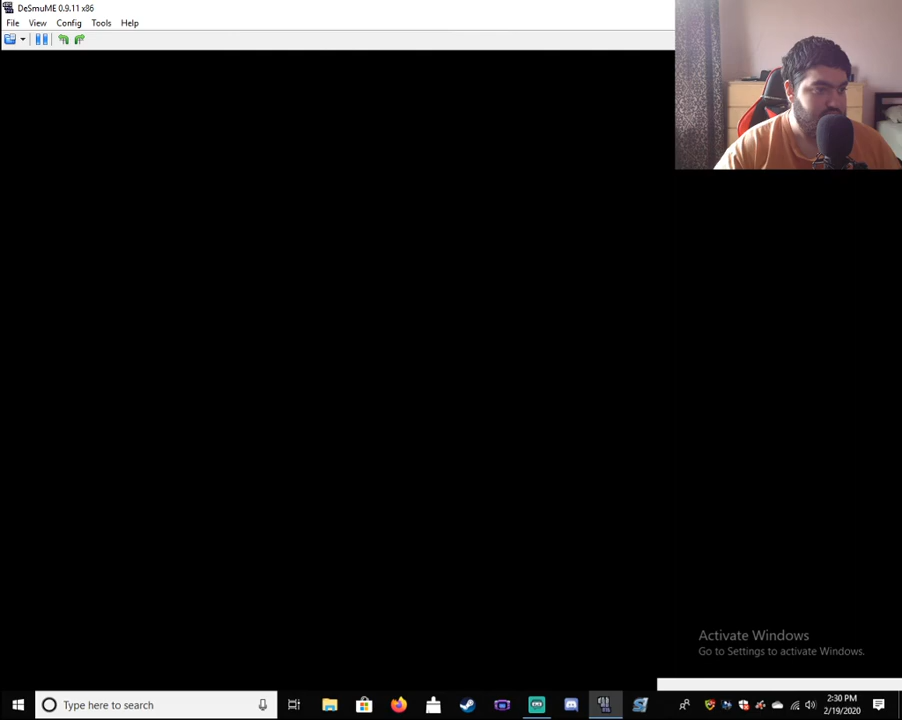 DeSmuME 0.9.11 x86
File View Config Tools Help
Activate Windows
Go to Settings to activate Windows.
Type here to search
2:30 PM
2/19/2020